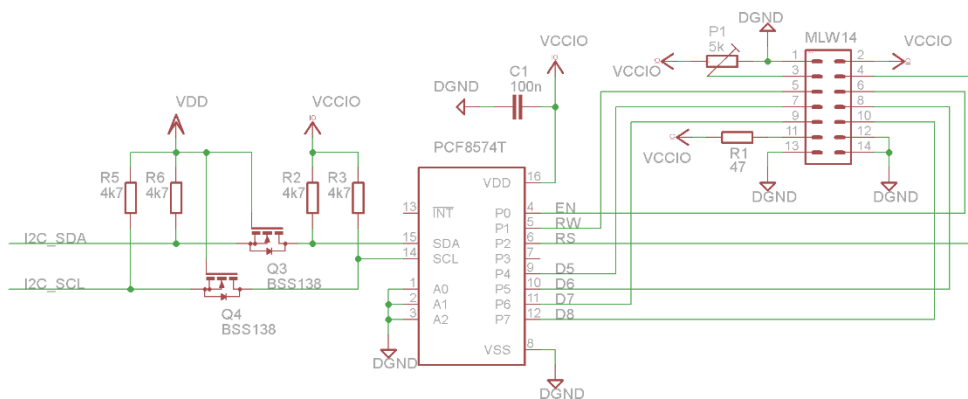 DGND
P1
5k
VCCIO
MLW14
1
2
VCCIO
3
4
5
6
7
8
9
10
11
12
13
14
VCCIO
R1
47
DGND
DGND
VCCIO
C1
100n
DGND
VDD
VCCIO
R5
4k7
R6
4k7
R2
4k7
R3
4k7
I2C_SDA
I2C_SCL
Q3
BSS138
Q4
BSS138
PCF8574T
16
VDD
13
INT
15
SDA
14
SCL
1
A0
2
A1
3
A2
DGND
P0
4
EN
P1
5
RW
P2
6
RS
P3
7
P4
9
D5
P5
10
D6
P6
11
D7
P7
12
D8
VSS
8
DGND